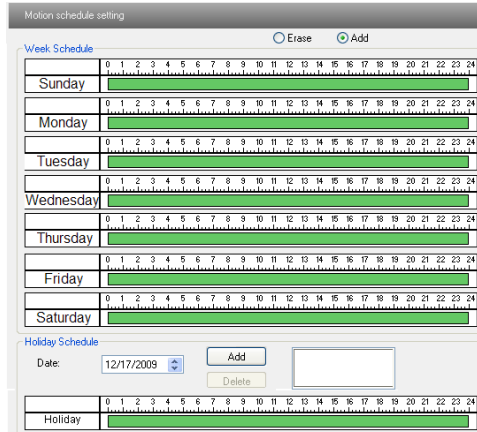 Motion schedule setting
Erase Add
Week Schedule
0 1 2 3 4 5 6 7 8 9 10 11 12 13 14 15 16 17 18 19 20 21 22 23 24
Sunday
0 1 2 3 4 5 6 7 8 9 10 11 12 13 14 15 16 17 18 19 20 21 22 23 24
Monday
0 1 2 3 4 5 6 7 8 9 10 11 12 13 14 15 16 17 18 19 20 21 22 23 24
Tuesday
0 1 2 3 4 5 6 7 8 9 10 11 12 13 14 15 16 17 18 19 20 21 22 23 24
Wednesday
0 1 2 3 4 5 6 7 8 9 10 11 12 13 14 15 16 17 18 19 20 21 22 23 24
Thursday
0 1 2 3 4 5 6 7 8 9 10 11 12 13 14 15 16 17 18 19 20 21 22 23 24
Friday
0 1 2 3 4 5 6 7 8 9 10 11 12 13 14 15 16 17 18 19 20 21 22 23 24
Saturday
Holiday Schedule
Date: 12/17/2009 Add
Delete
0 1 2 3 4 5 6 7 8 9 10 11 12 13 14 15 16 17 18 19 20 21 22 23 24
Holiday